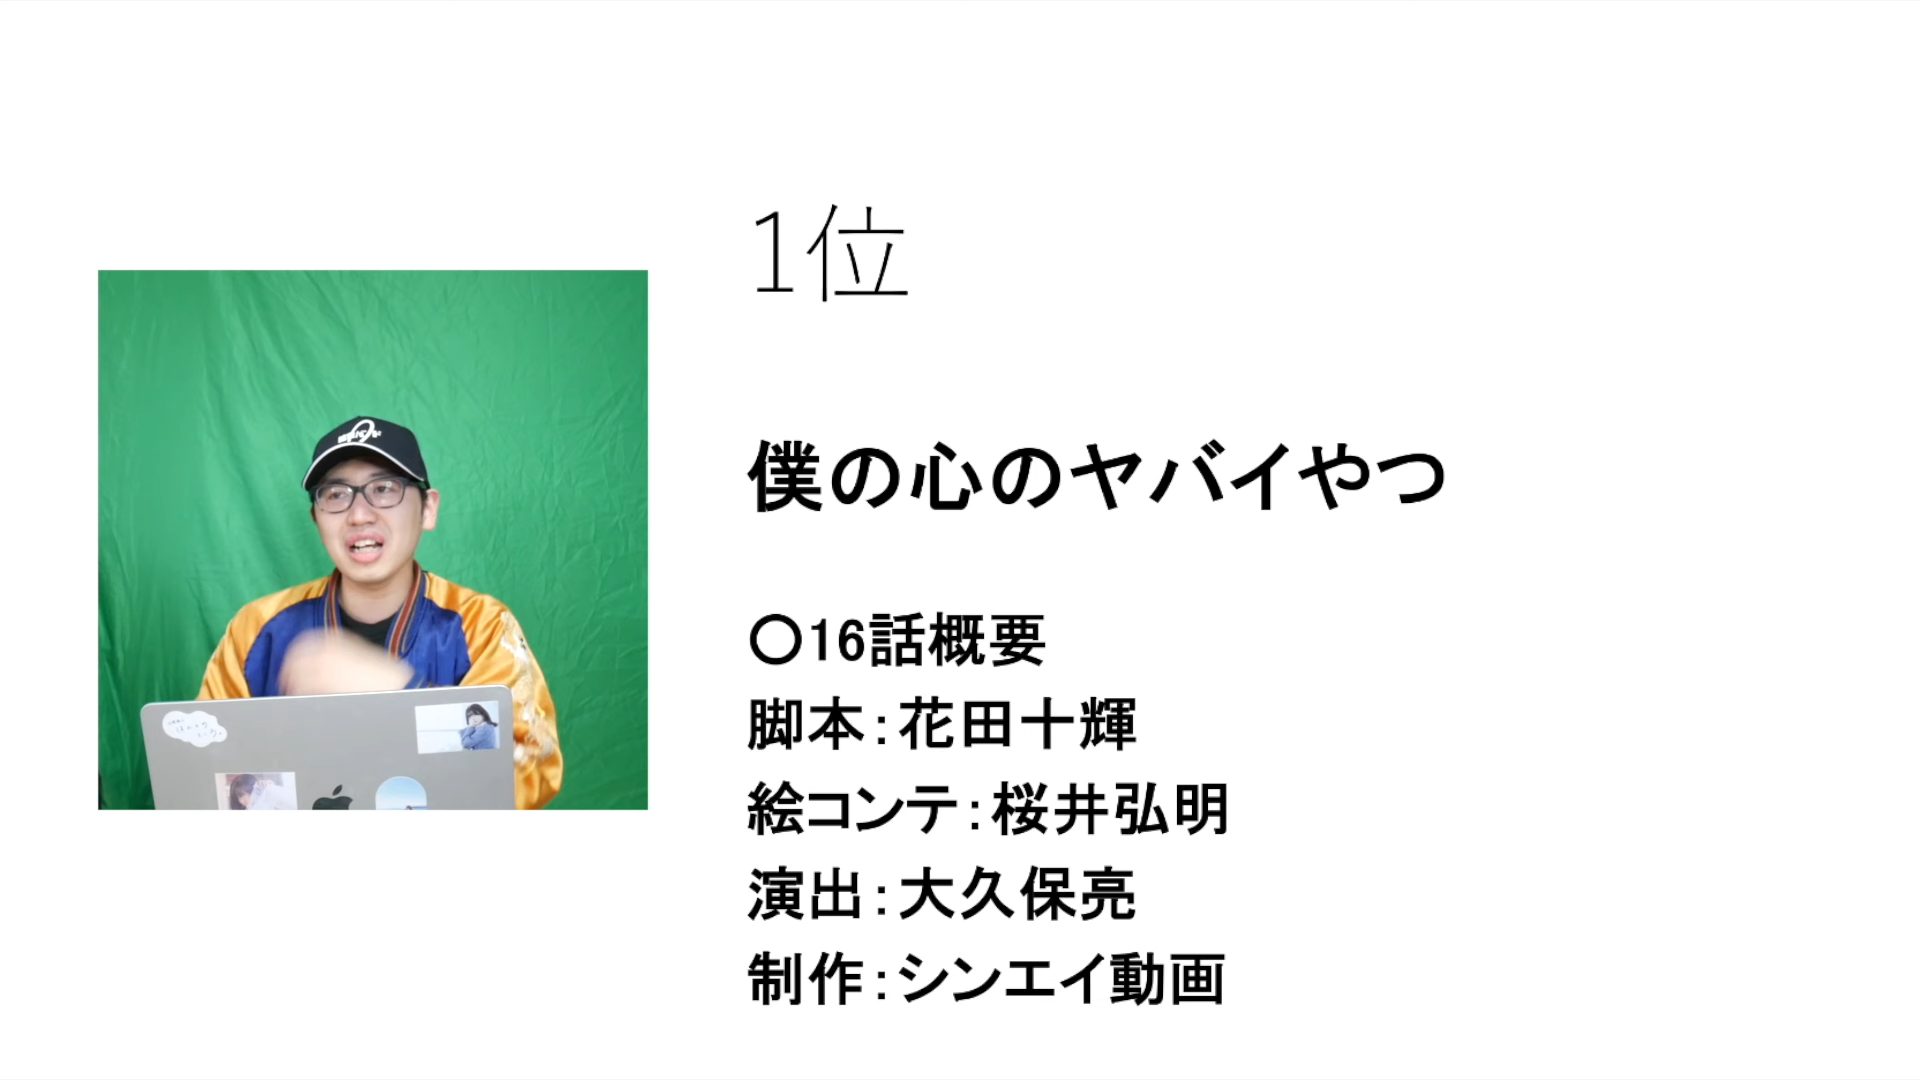 1位
僕の心のヤバイやつ
〇16話概要
脚本：花田十輝
絵コンテ：桜井弘明
演出：大久保亮
制作：シンエイ動画